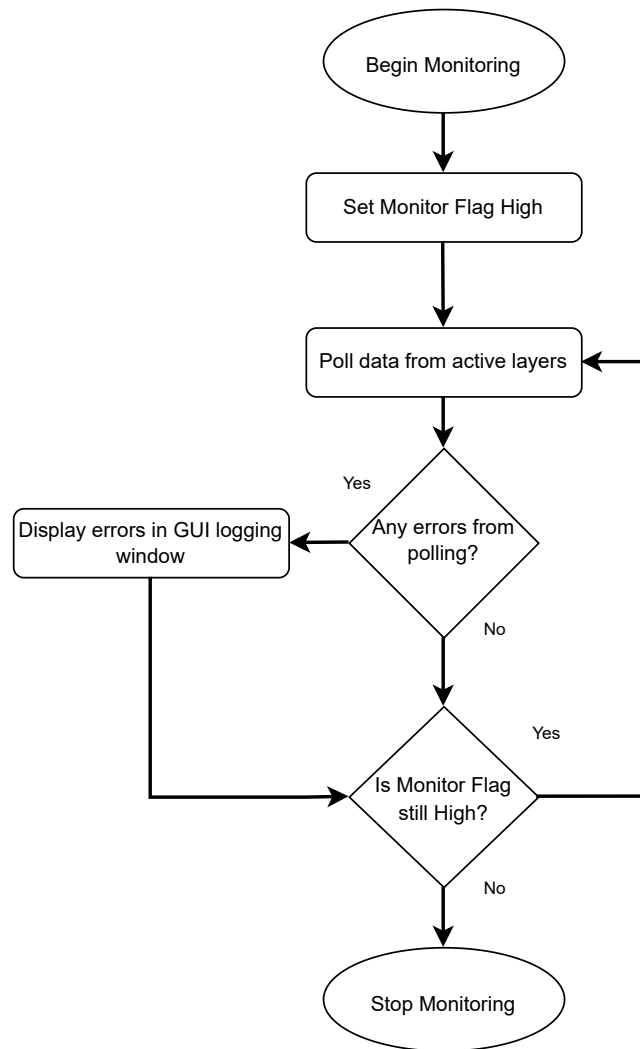 Begin Monitoring
Set Monitor Flag High
Poll data from active layers
Yes
Any errors from
polling?
Display errors in GUI logging
window
No
Is Monitor Flag
still High?
Yes
No
Stop Monitoring